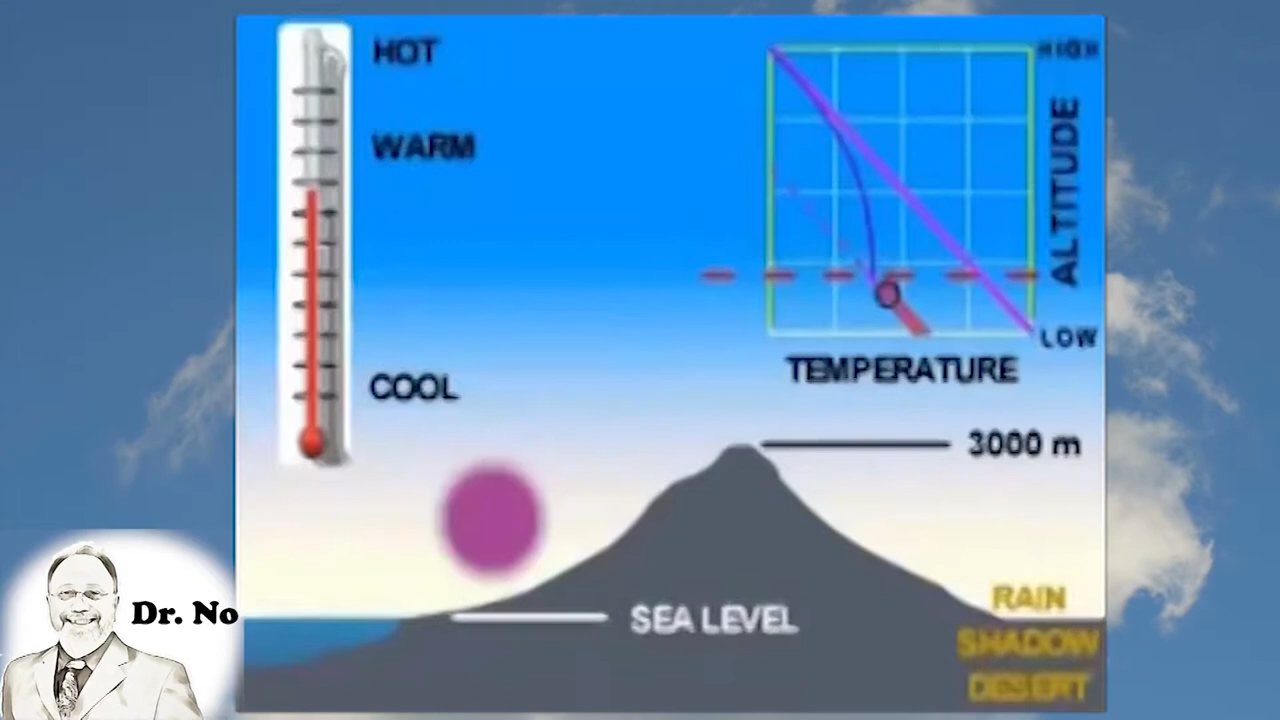 HOT
HIGH
WARM
ALTITUDE
LOW
TEMPERATURE
COOL
3000 m
RAIN
Dr. No
SEA LEVEL
SHADOW
DESERT